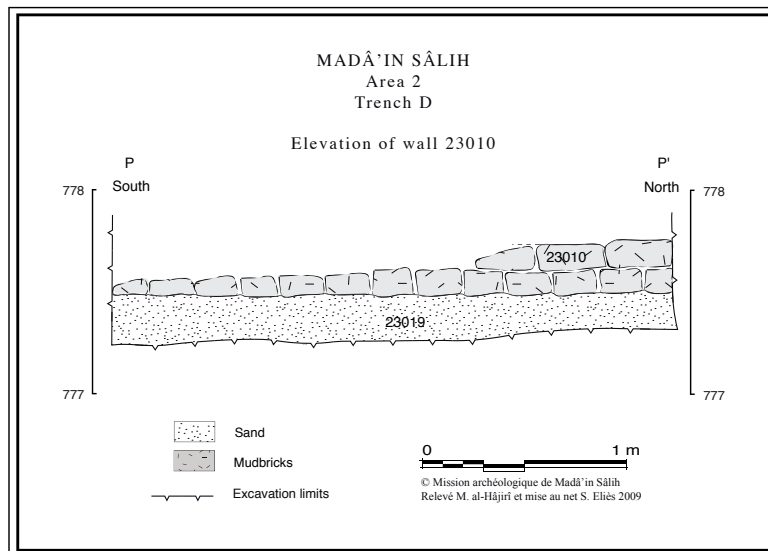 MADÂ'IN SÂLIH
Area 2
Trench D
Elevation of wall 23010
P P'
South North
778 778
23010
23019
777 777
Sand
Mudbricks
Excavation limits
0 1 m
© Mission archéologique de Madâ'in Sâlih
Relevé M. al-Hâjirî et mise au net S. Eliès 2009